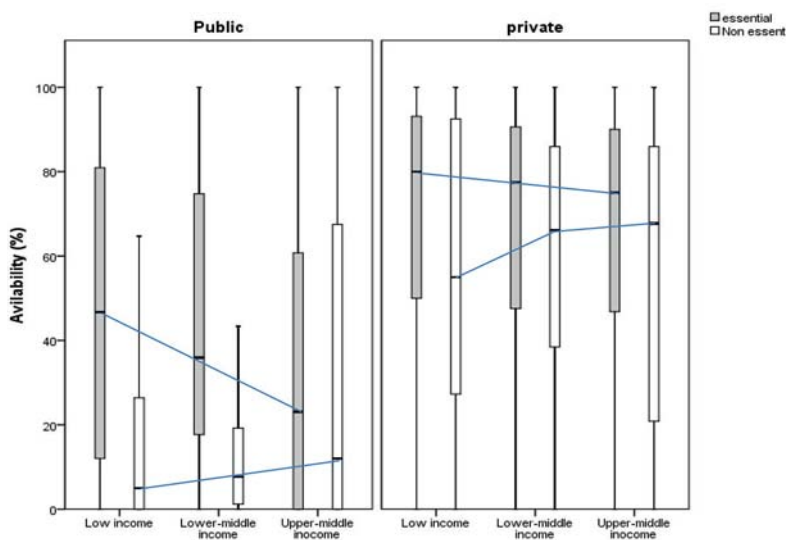 Public
private
essential
Non essent
Avilability (%)
100
80
60
40
20
0
Low income
Lower-middle
income
Upper-middle
inocome
Low income
Lower-middle
income
Upper-middle
inocome